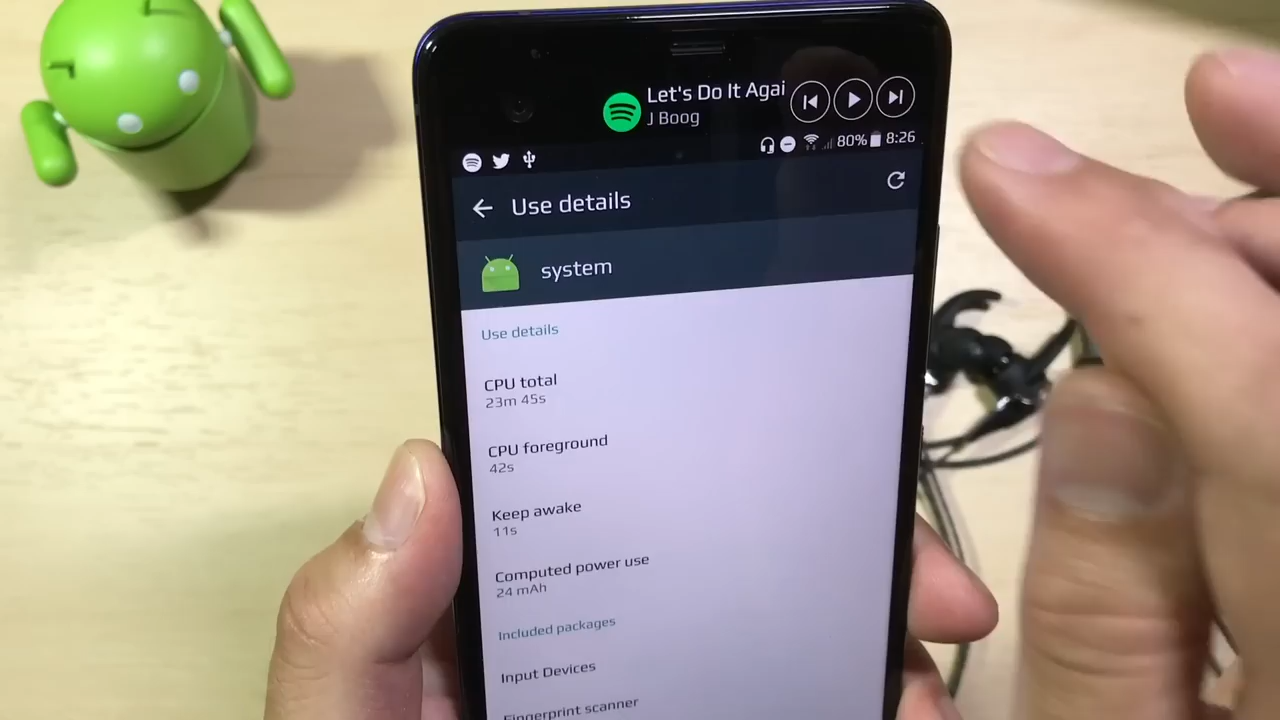 Let's Do It Agai
J Boog
80% 8:26
Use details
system
Use details
CPU total
23m 45s
CPU foreground
42s
Keep awake
11s
Computed power use
24 mAh
Included packages
Input Devices
Fingerprint scanner